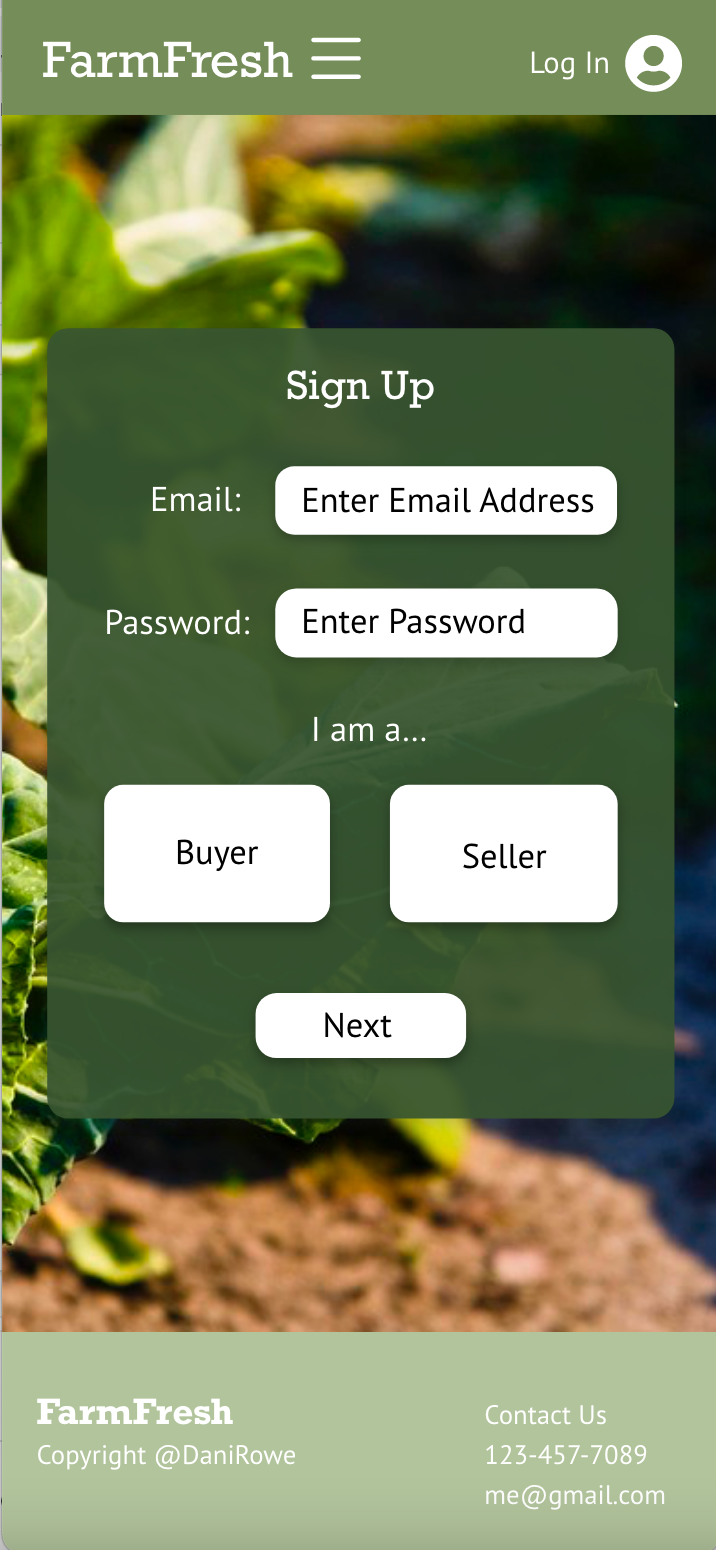 FarmFresh
Log In
Sign Up
Email: Enter Email Address
Password: Enter Password
I am a...
Buyer Seller
Next
FarmFresh
Copyright @DaniRowe
Contact Us
123-457-7089
me@gmail.com